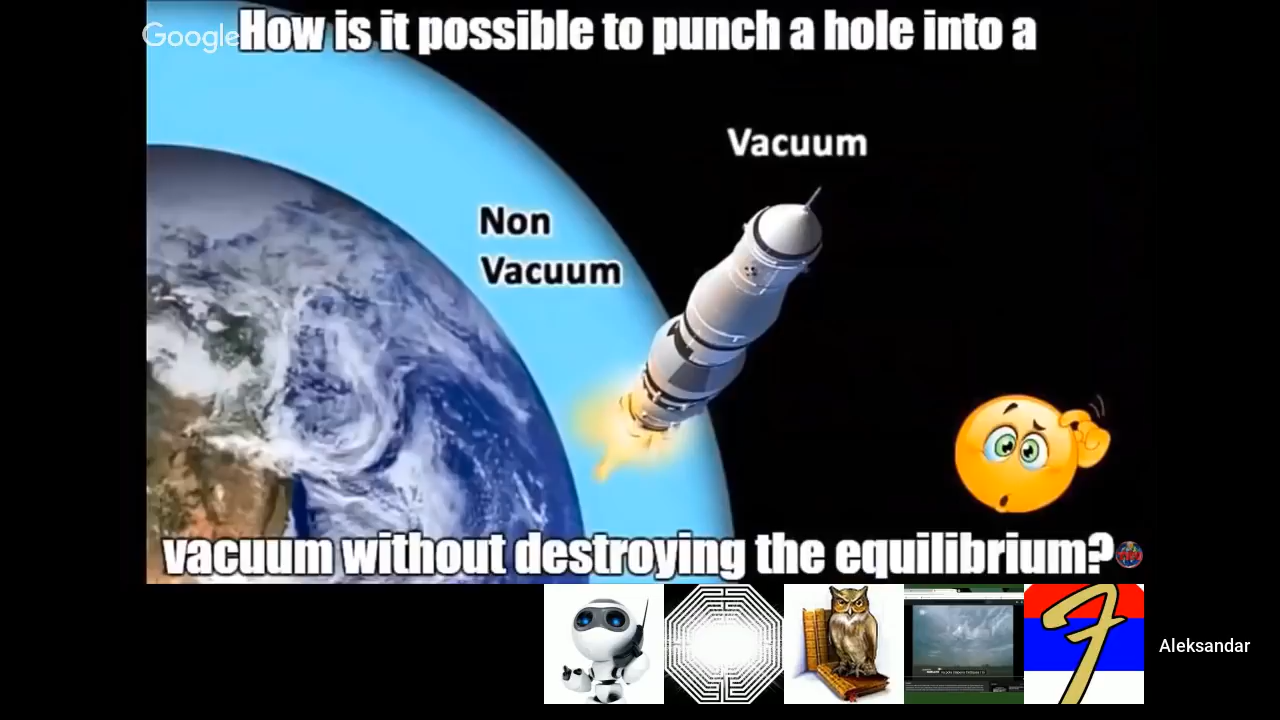 Google
How is it possible to punch a hole into a
Vacuum
Non
Vacuum
vacuum without destroying the equilibrium?
Aleksandar